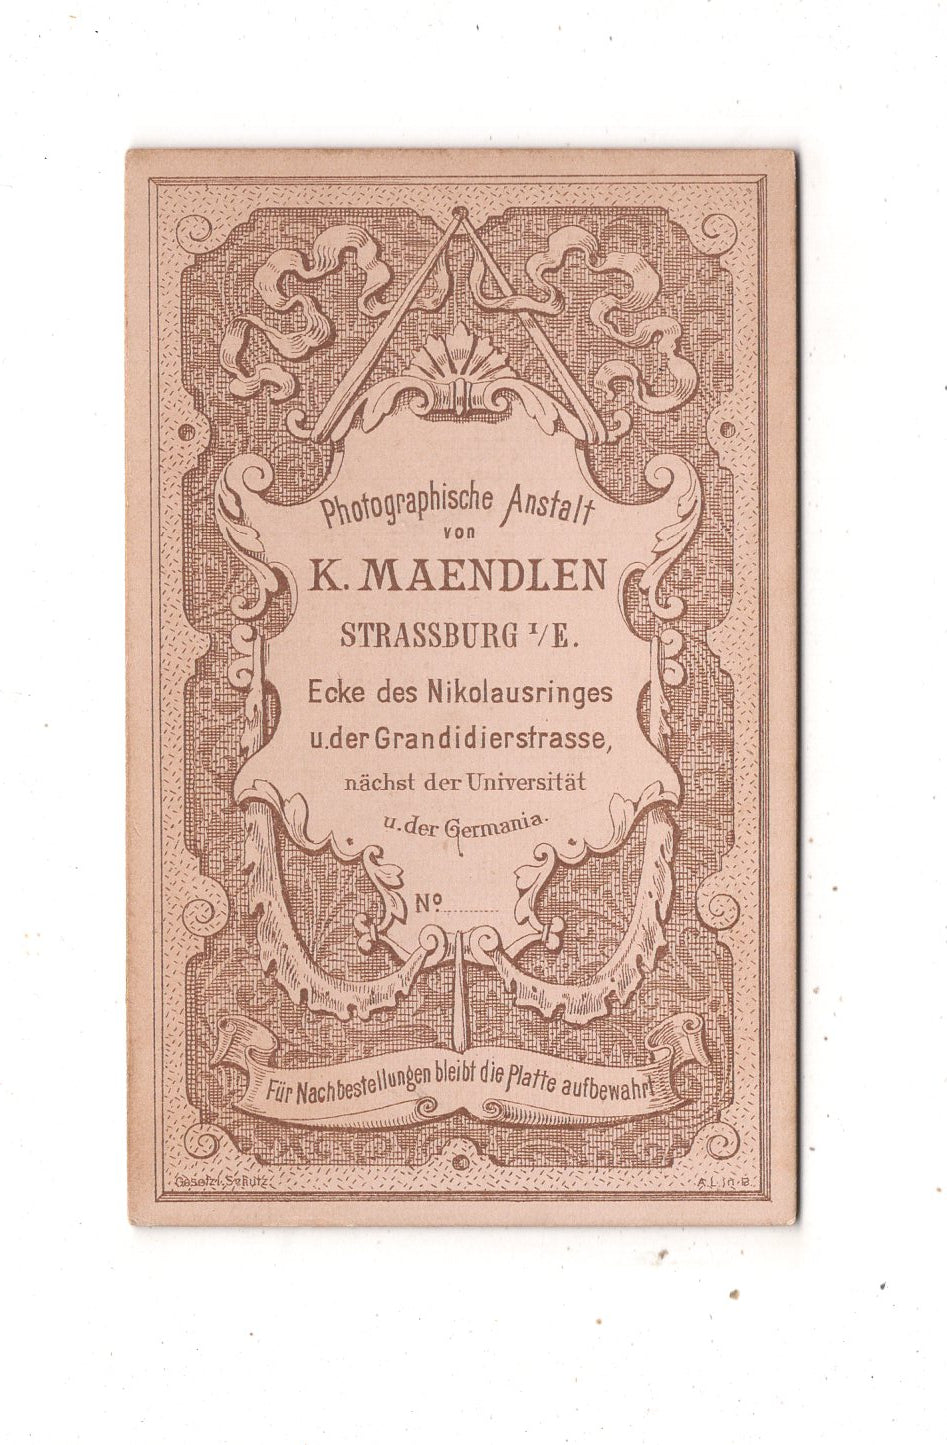 Photographische Anstalt
von
K. MAENDLEN
STRASSBURG I/E.
Ecke des Nikolausringes
u.der Grandidierstrasse,
nächst der Universität
u.der Germania.
Nº
Für Nachbestellungen bleibt die Platte aufbewahrt
Gesetzl. Schutz.
A.L. in B.